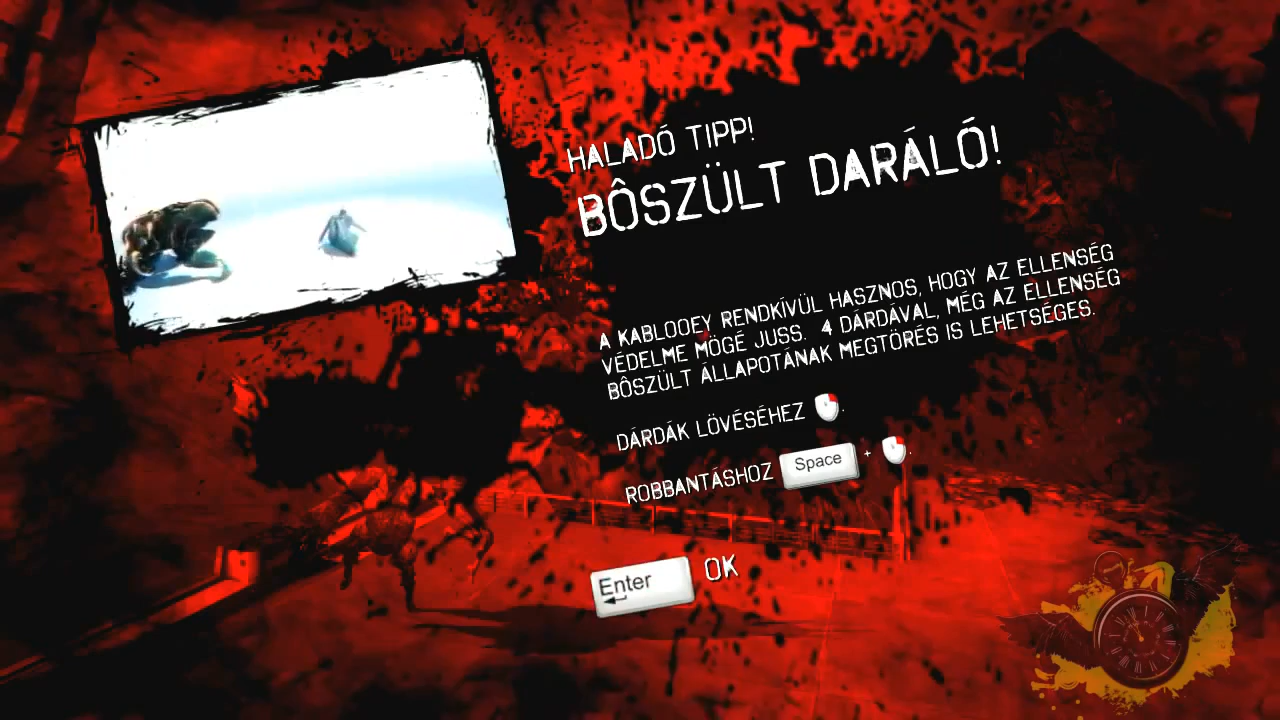 HALADÓ TIPP!
BÔSZÜLT DARÁLÓ!
A KABLOOEY RENDKÍVÜL HASZNOS, HOGY AZ ELLENSÉG
VÉDELME MÖGÉ JUSS. 4 DÁRDÁVAL, MÉG AZ ELLENSÉG
BÔSZÜLT ÁLLAPOTÁNAK MEGTÖRÉS IS LEHETSÉGES.
DÁRDÁK LÖVÉSÉHEZ .
ROBBANTÁSHOZ Space + .
Enter OK